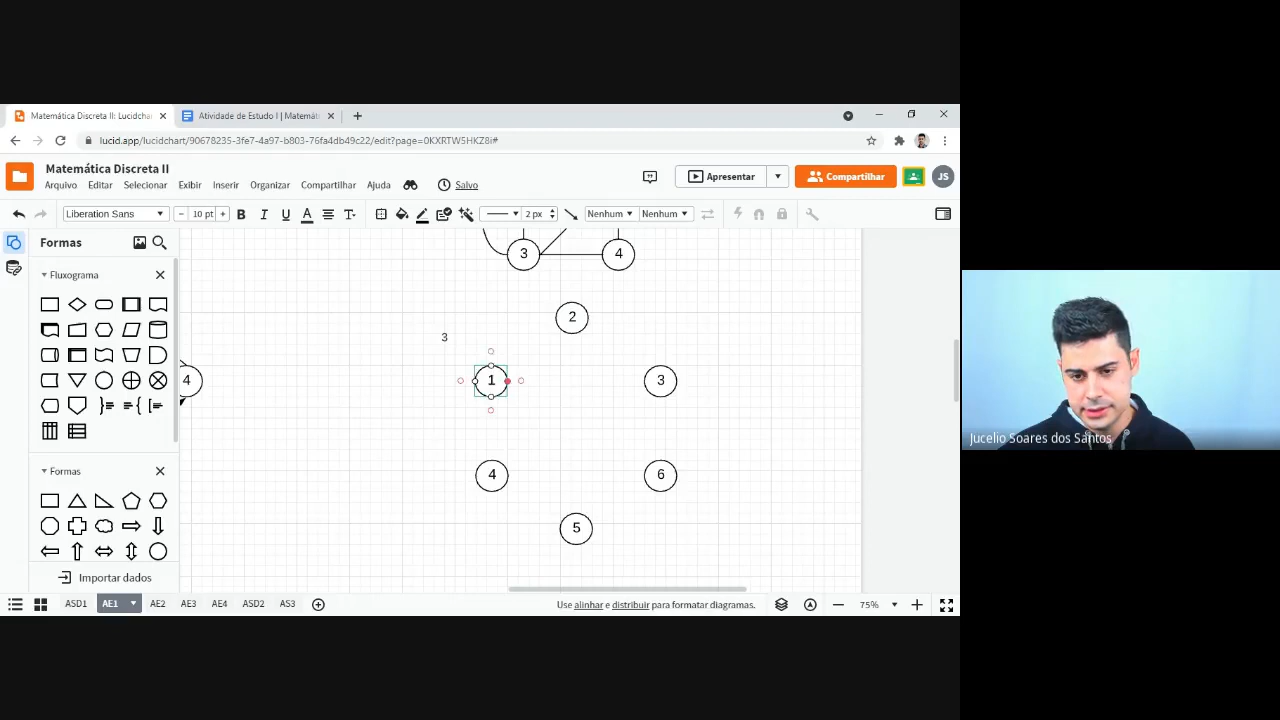 Matemática Discreta II: Lucidcha
Atividade de Estudo I | Matemát
lucid.app/lucidchart/90678235-3fe7-4a97-b803-76fa4db49c22/edit?page=0KXRTW5HKZ8i#
Matemática Discreta II
Arquivo Editar Selecionar Exibir Inserir Organizar Compartilhar Ajuda Salvo
Apresentar
Compartilhar
JS
Liberation Sans 10 pt B I U A T 2 px Nenhum Nenhum
Formas
Fluxograma
3 4
2
3
4 1 3
4 6
5
Formas
Importar dados
ASD1 AE1 AE2 AE3 AE4 ASD2 AS3
Use alinhar e distribuir para formatar diagramas.
75%
Jucelio Soares dos Santos